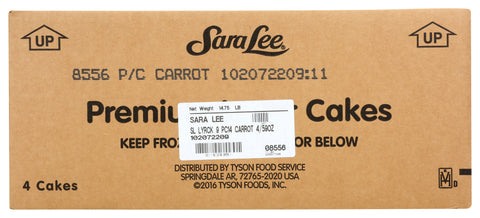 UP
Sara Lee®
UP
8556 P/C CARROT 102072209:11
Premium Cakes
Net Weight 14.75 LB
SARA LEE
SL LYRCK 9 PC14 CARROT 4/59OZ
102072209
08556
KEEP FROZ OR BELOW
DISTRIBUTED BY TYSON FOOD SERVICE
SPRINGDALE AR, 72765-2020 USA
©2016 TYSON FOODS, INC.
4 Cakes